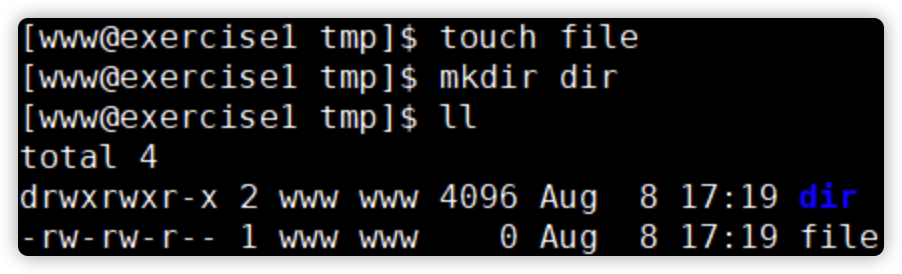 [www@exercise1 tmp]$ touch file
[www@exercise1 tmp]$ mkdir dir
[www@exercise1 tmp]$ ll
total 4
drwxrwxr-x 2 www www 4096 Aug  8 17:19 dir
-rw-rw-r-- 1 www www    0 Aug  8 17:19 file